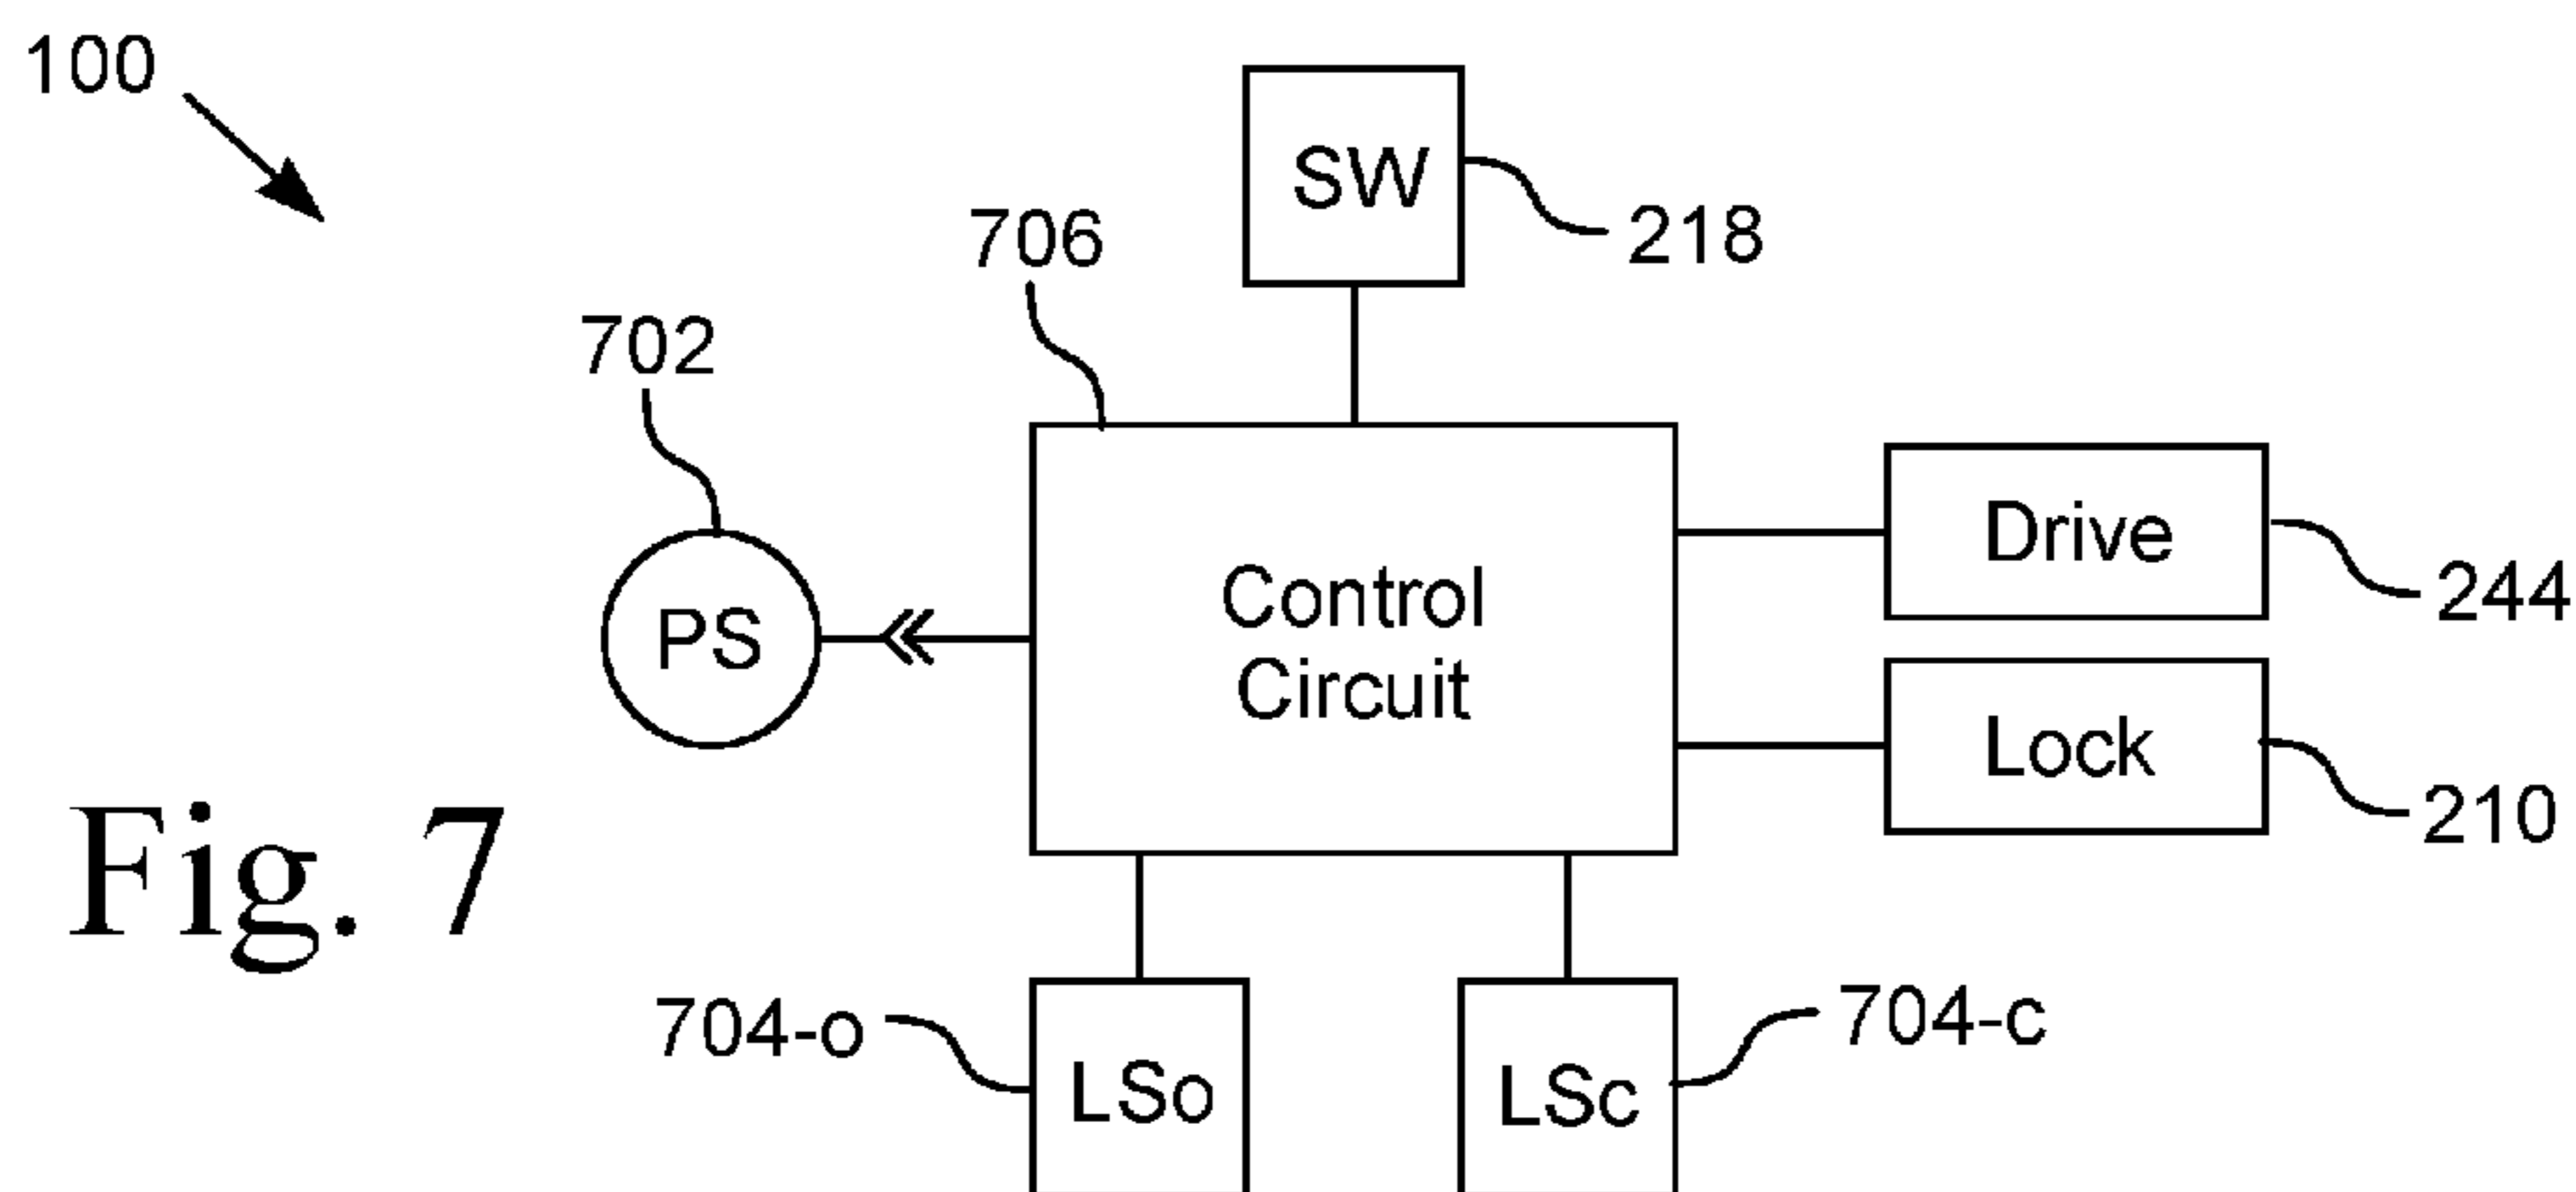 100
SW
218
706
702
Drive
244
PS
Control
Circuit
Lock
210
Fig. 7
704-o
LSo
LSc
704-c